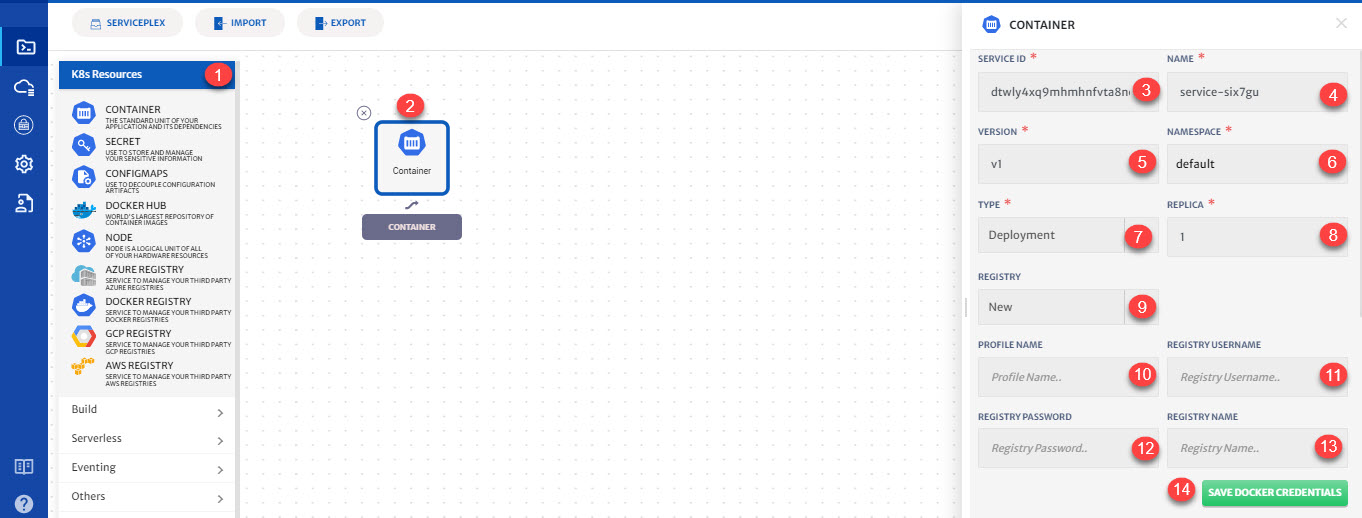 SERVICEPLEX
IMPORT
EXPORT
K8s Resources
1
CONTAINER
THE STANDARD UNIT OF YOUR
APPLICATION AND ITS DEPENDENCIES
SECRET
USE TO STORE AND MANAGE
YOUR SENSITIVE INFORMATION
CONFIGMAPS
USE TO DECOUPLE CONFIGURATION
ARTIFACTS
DOCKER HUB
WORLD'S LARGEST REPOSITORY OF
CONTAINER IMAGES
NODE
NODE IS A LOGICAL UNIT OF ALL
OF YOUR HARDWARE RESOURCES
AZURE REGISTRY
SERVICE TO MANAGE YOUR THIRD PARTY
AZURE REGISTRIES
DOCKER REGISTRY
SERVICE TO MANAGE YOUR THIRD PARTY
DOCKER REGISTRIES
GCP REGISTRY
SERVICE TO MANAGE YOUR THIRD PARTY
GCP REGISTRIES
AWS REGISTRY
SERVICE TO MANAGE YOUR THIRD PARTY
AWS REGISTRIES
Build
Serverless
Eventing
Others
2
Container
CONTAINER
CONTAINER
SERVICE ID *
NAME *
dtwly4xq9mhmhnfvta8n 3
service-six7gu 4
VERSION *
NAMESPACE *
v1 5
default 6
TYPE *
REPLICA *
Deployment 7
1 8
REGISTRY
New 9
PROFILE NAME
REGISTRY USERNAME
Profile Name.. 10
Registry Username.. 11
REGISTRY PASSWORD
REGISTRY NAME
Registry Password.. 12
Registry Name.. 13
14 SAVE DOCKER CREDENTIALS